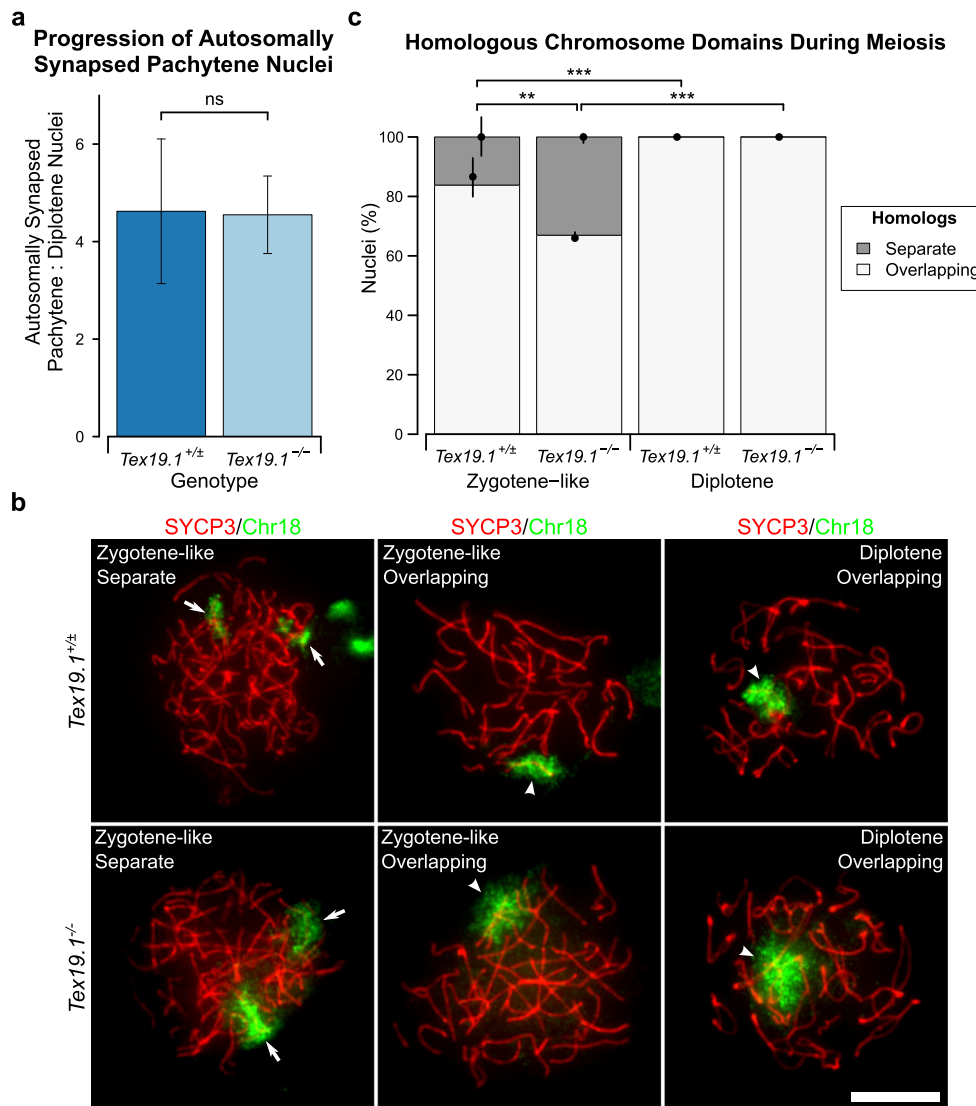 a
Progression of Autosomally
Synapsed Pachytene Nuclei
ns
6
4
2
0
Autosomally Synapsed
Pachytene : Diplotene Nuclei
Tex19.1+/± Tex19.1−/−
Genotype
c
Homologous Chromosome Domains During Meiosis
***
** ***
100
80
60
40
20
0
Nuclei (%)
Tex19.1+/± Tex19.1−/− Tex19.1+/± Tex19.1−/−
Zygotene−like Diplotene
Homologs
Separate
Overlapping
b
SYCP3/Chr18 SYCP3/Chr18 SYCP3/Chr18
Tex19.1+/±
Zygotene-like
Separate
Zygotene-like
Overlapping
Diplotene
Overlapping
Tex19.1-/-
Zygotene-like
Separate
Zygotene-like
Overlapping
Diplotene
Overlapping